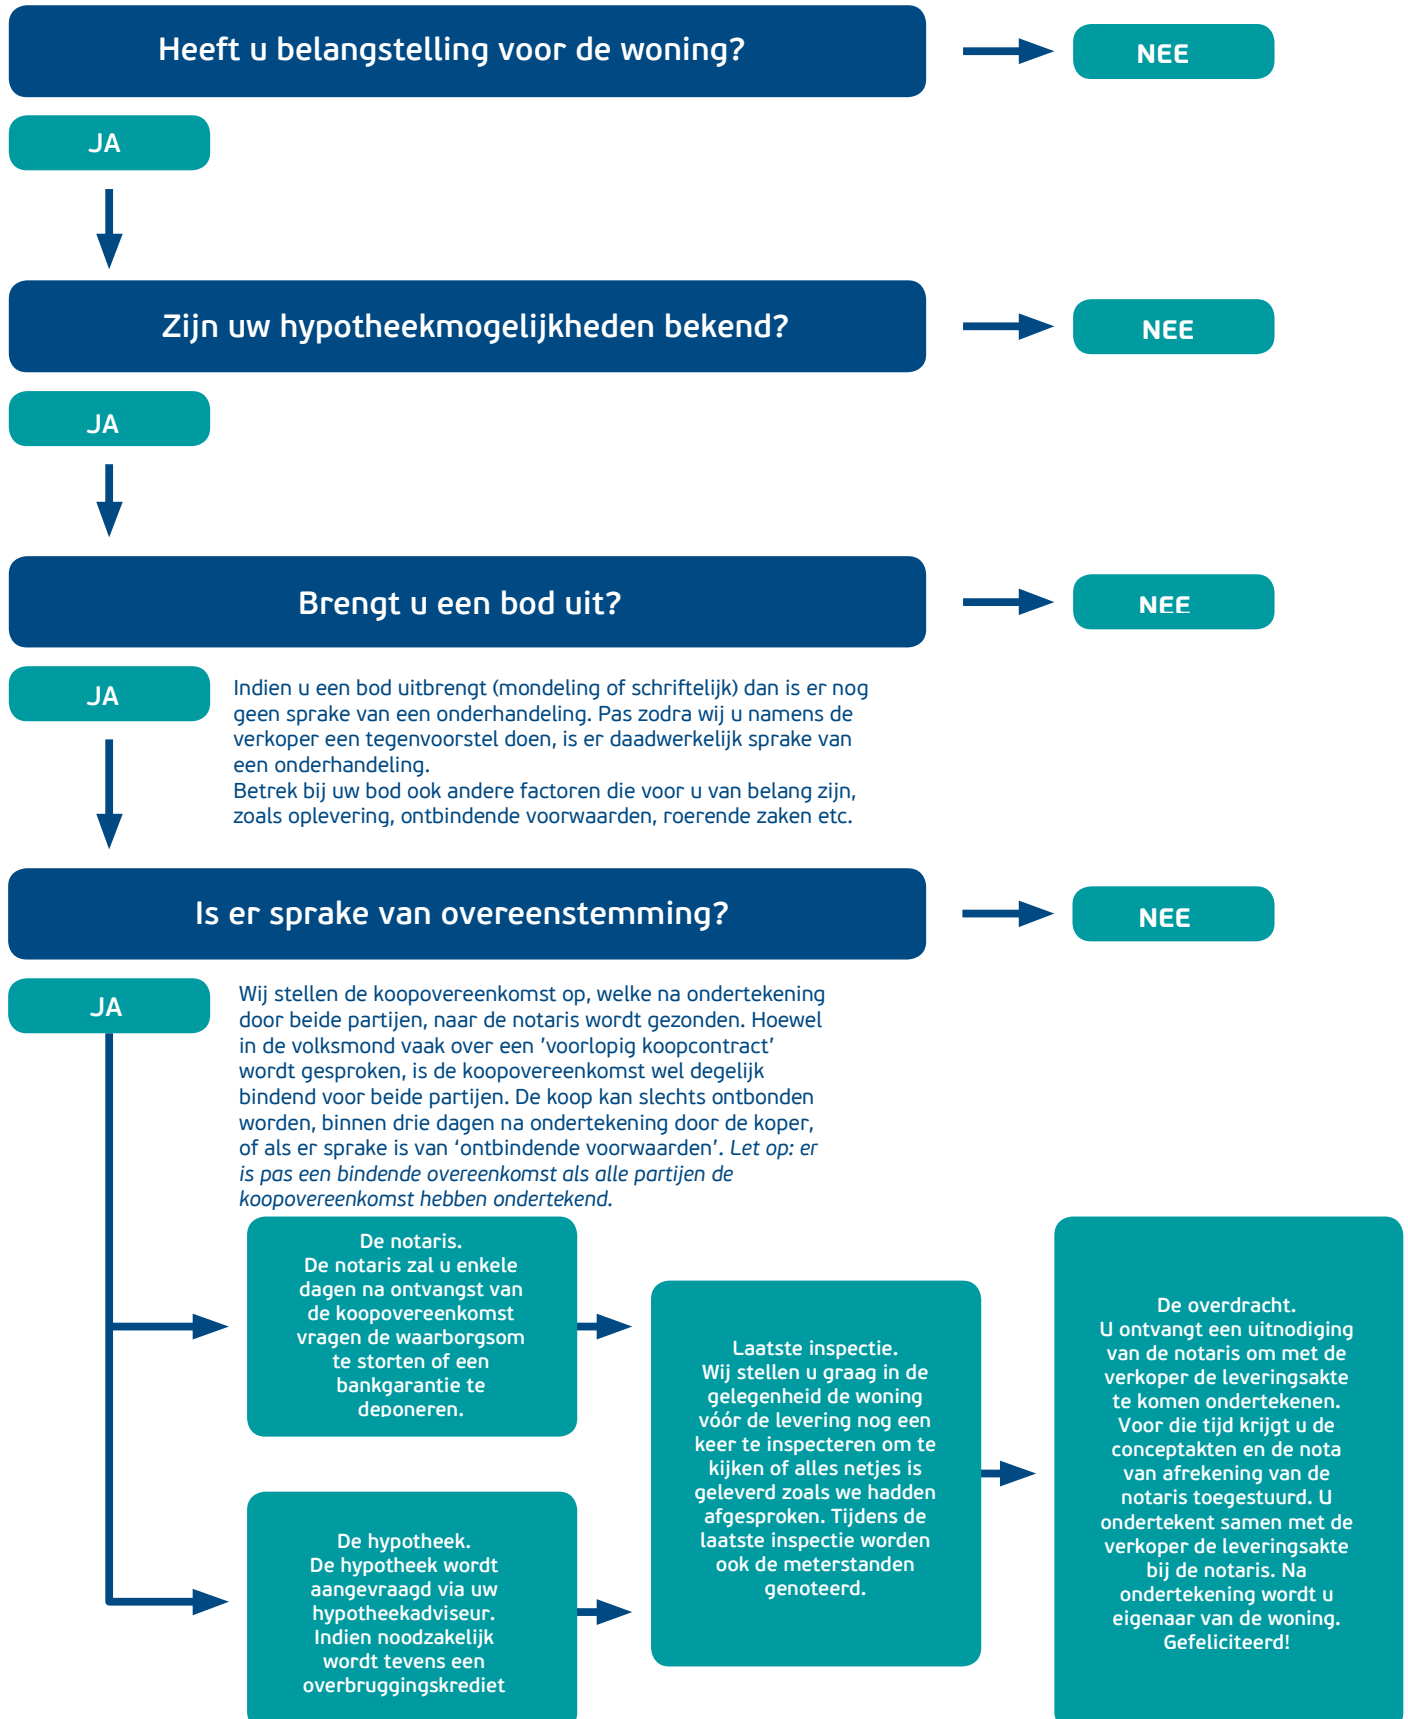 Heeft u belangstelling voor de woning?
NEE
JA
Zijn uw hypotheekmogelijkheden bekend?
NEE
JA
Brengt u een bod uit?
NEE
JA
Indien u een bod uitbrengt (mondeling of schriftelijk) dan is er nog
geen sprake van een onderhandeling. Pas zodra wij u namens de
verkoper een tegenvoorstel doen, is er daadwerkelijk sprake van
een onderhandeling.
Betrek bij uw bod ook andere factoren die voor u van belang zijn,
zoals oplevering, ontbindende voorwaarden, roerende zaken etc.
Is er sprake van overeenstemming?
NEE
JA
Wij stellen de koopovereenkomst op, welke na ondertekening
door beide partijen, naar de notaris wordt gezonden. Hoewel
in de volksmond vaak over een 'voorlopig koopcontract'
wordt gesproken, is de koopovereenkomst wel degelijk
bindend voor beide partijen. De koop kan slechts ontbonden
worden, binnen drie dagen na ondertekening door de koper,
of als er sprake is van ‘ontbindende voorwaarden’. Let op: er
is pas een bindende overeenkomst als alle partijen de
koopovereenkomst hebben ondertekend.
De notaris.
De notaris zal u enkele
dagen na ontvangst van
de koopovereenkomst
vragen de waarborgsom
te storten of een
bankgarantie te
deponeren.
De hypotheek.
De hypotheek wordt
aangevraagd via uw
hypotheekadviseur.
Indien noodzakelijk
wordt tevens een
overbruggingskrediet
Laatste inspectie.
Wij stellen u graag in de
gelegenheid de woning
vóór de levering nog een
keer te inspecteren om te
kijken of alles netjes is
geleverd zoals we hadden
afgesproken. Tijdens de
laatste inspectie worden
ook de meterstanden
genoteerd.
De overdracht.
U ontvangt een uitnodiging
van de notaris om met de
verkoper de leveringsakte
te komen ondertekenen.
Voor die tijd krijgt u de
conceptakten en de nota
van afrekening van de
notaris toegestuurd. U
ondertekent samen met de
verkoper de leveringsakte
bij de notaris. Na
ondertekening wordt u
eigenaar van de woning.
Gefeliciteerd!